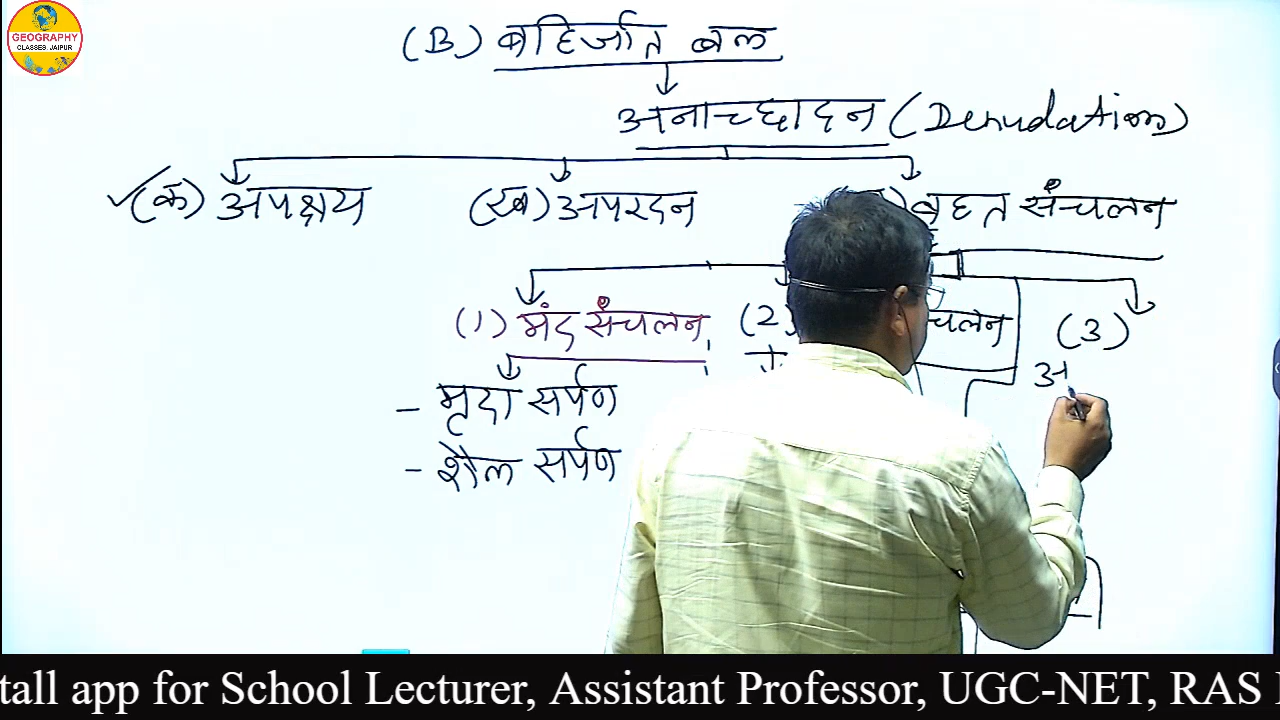 GEOGRAPHY
CLASSES, JAIPUR
(B) बहिर्जात बल
अनाच्छादन (Denudation)
(क) अपक्षय (ख) अपरदन ) बृहत संचलन
(1) मंद संचलन (2) चलन (3)
- मृदा सर्पण अ
- शैल सर्पण
tall app for School Lecturer, Assistant Professor, UGC-NET, RAS